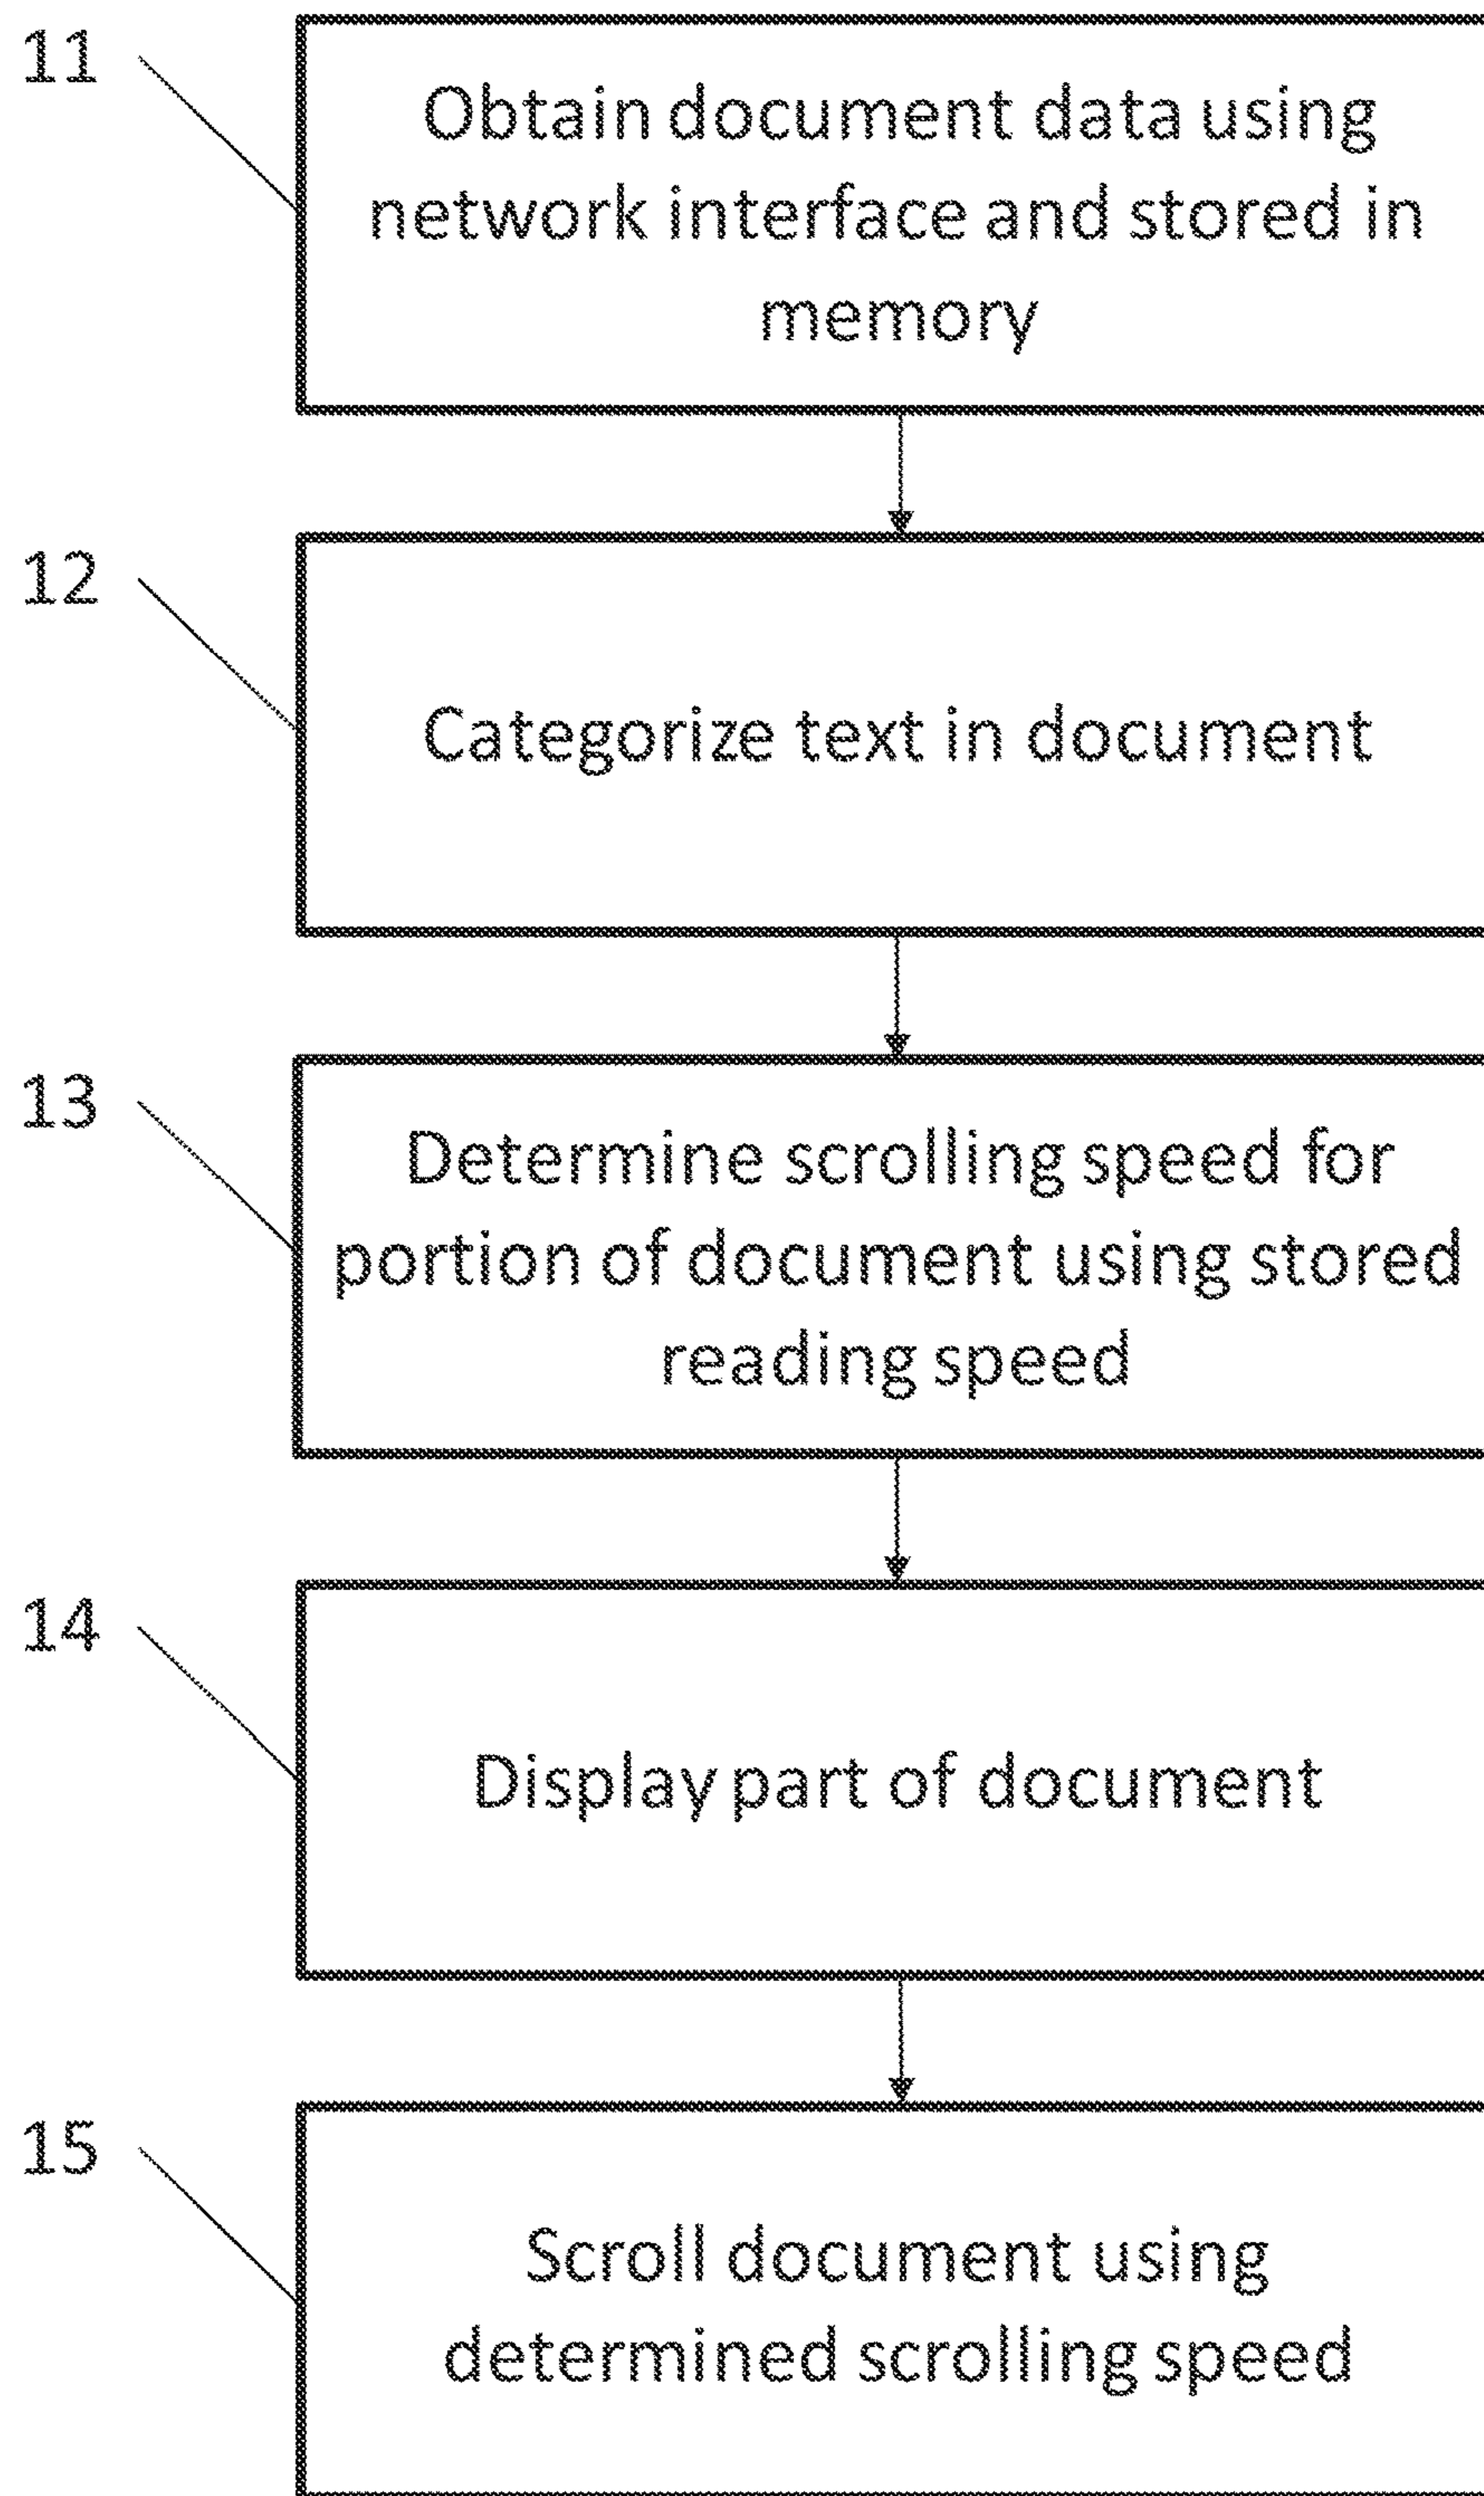 11
Obtain document data using
network interface and stored in
memory
12
Categorize text in document
13
Determine scrolling speed for
portion of document using stored
reading speed
14
Display part of document
15
Scroll document using
determined scrolling speed